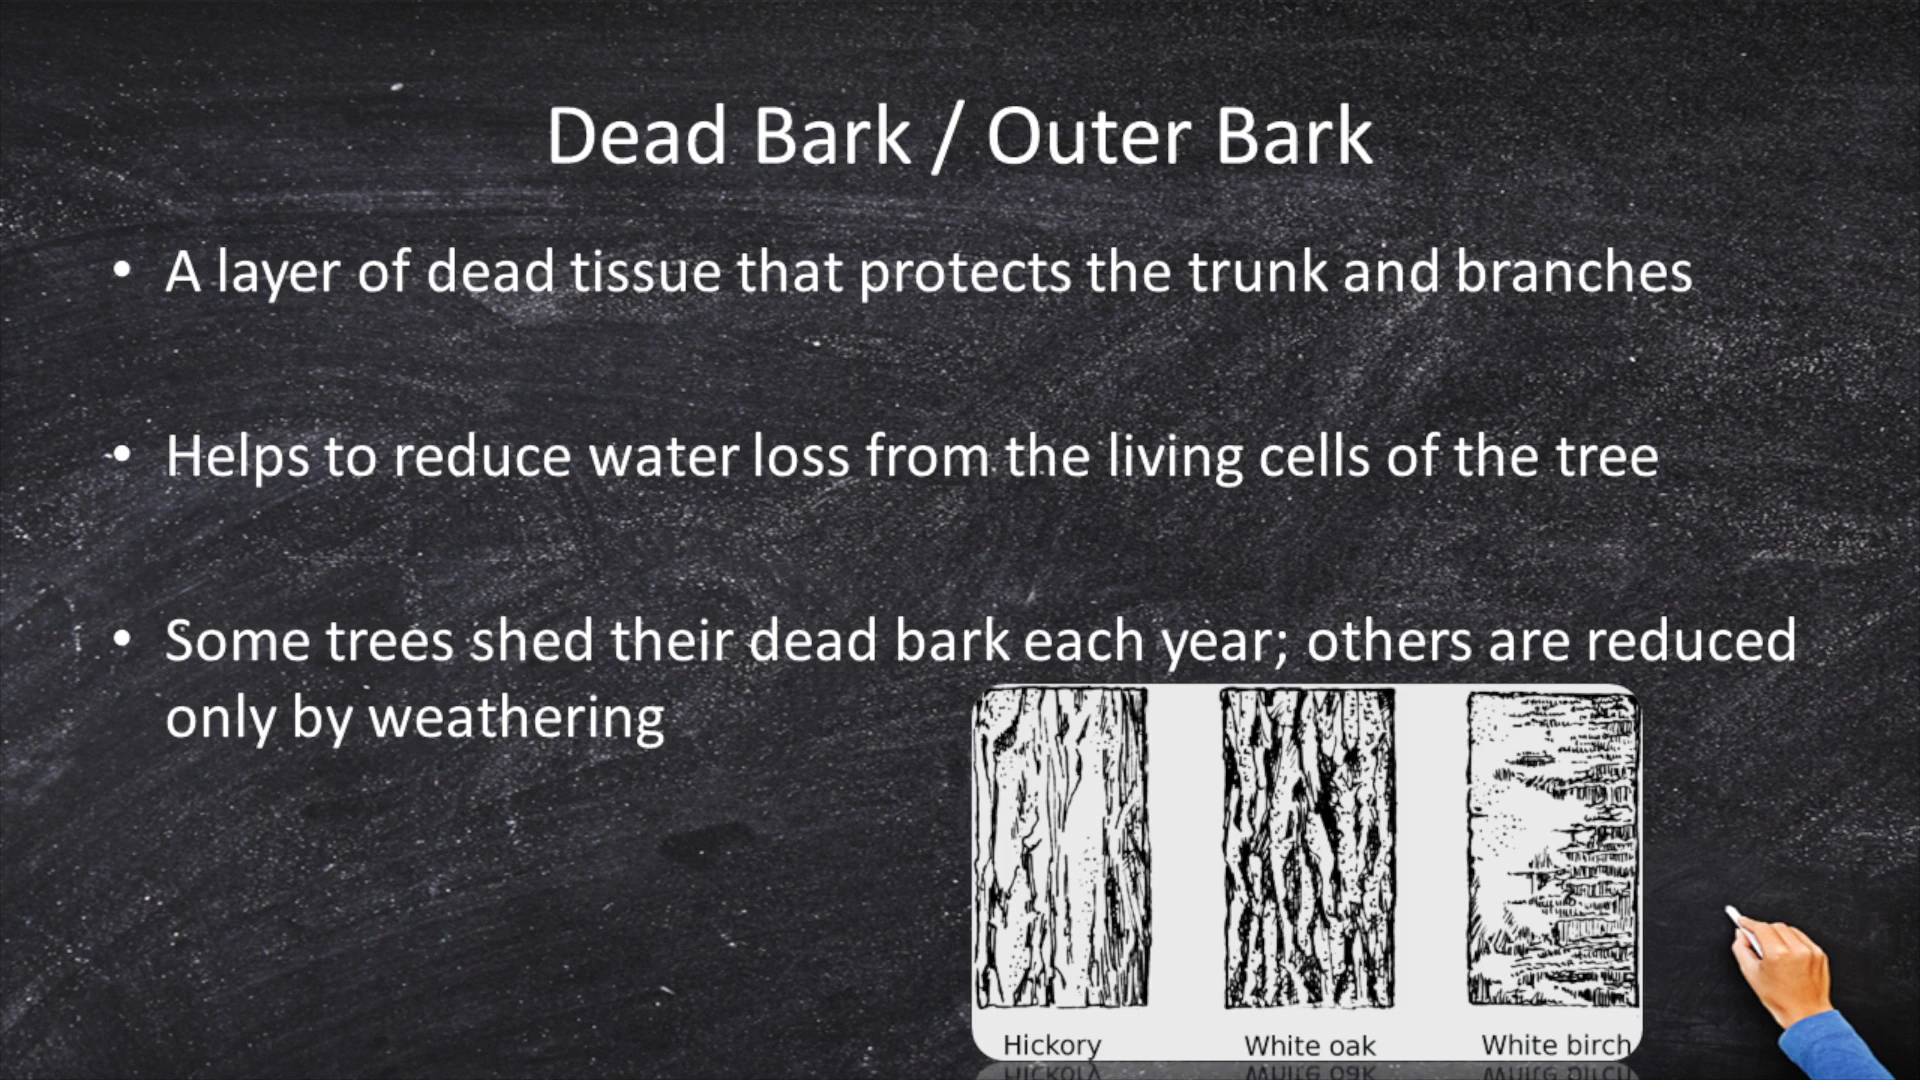 Dead Bark / Outer Bark
• A layer of dead tissue that protects the trunk and branches
• Helps to reduce water loss from the living cells of the tree
• Some trees shed their dead bark each year; others are reduced
only by weathering
Hickory White oak White birch